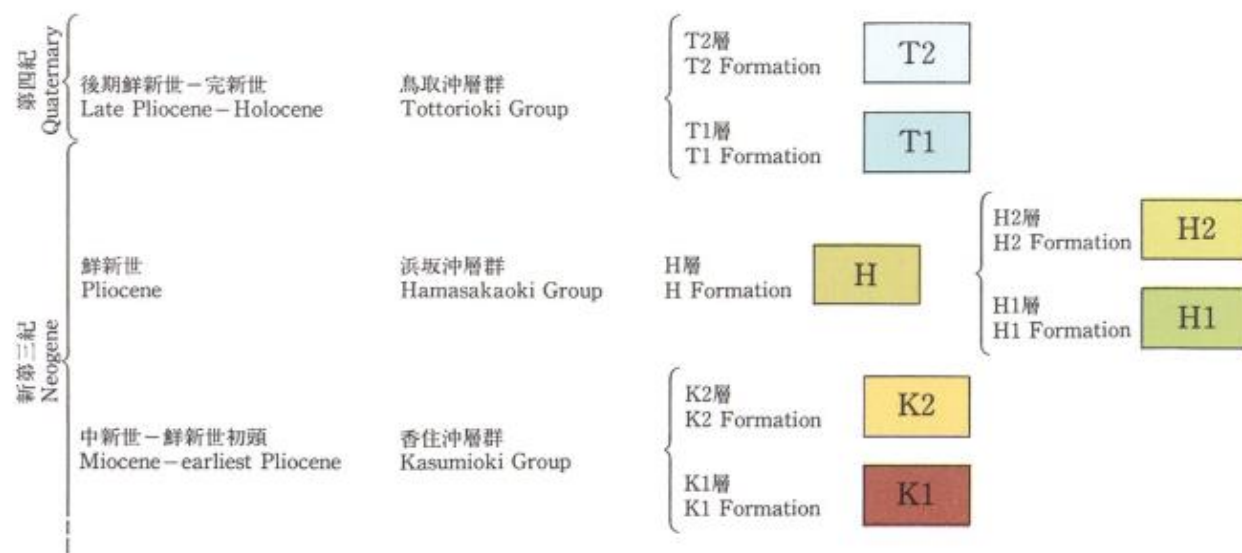 第四紀
Quaternary
後期鮮新世－完新世
Late Pliocene－Holocene
鳥取沖層群
Tottorioki Group
T2層
T2 Formation
T2
T1層
T1 Formation
T1
新第三紀
Neogene
鮮新世
Pliocene
浜坂沖層群
Hamasakaoki Group
H層
H Formation
H
H2層
H2 Formation
H2
H1層
H1 Formation
H1
中新世－鮮新世初頭
Miocene－earliest Pliocene
香住沖層群
Kasumioki Group
K2層
K2 Formation
K2
K1層
K1 Formation
K1